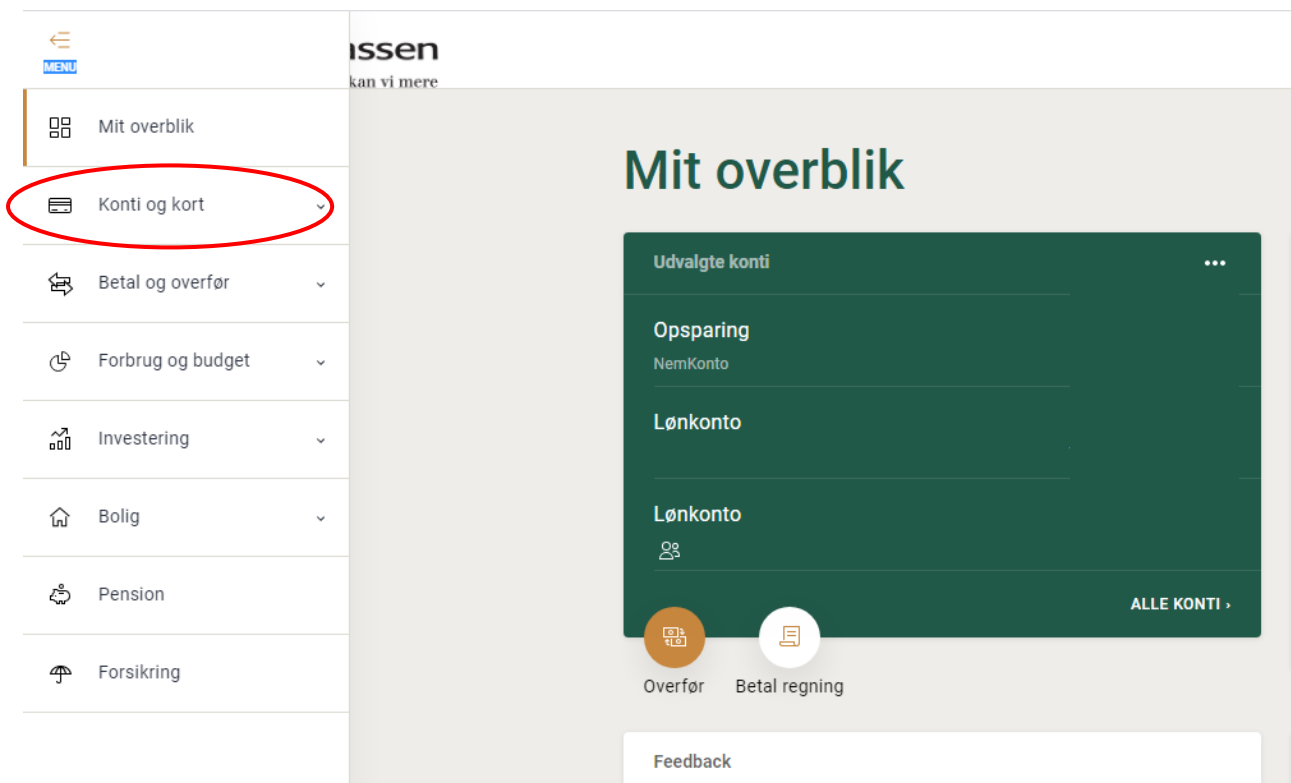 MENU
ssen
kan vi mere
Mit overblik
Konti og kort
Betal og overfør
Forbrug og budget
Investering
Bolig
Pension
Forsikring
Mit overblik
Udvalgte konti
Opsparing
NemKonto
Lønkonto
Lønkonto
ALLE KONTI ›
Overfør
Betal regning
Feedback